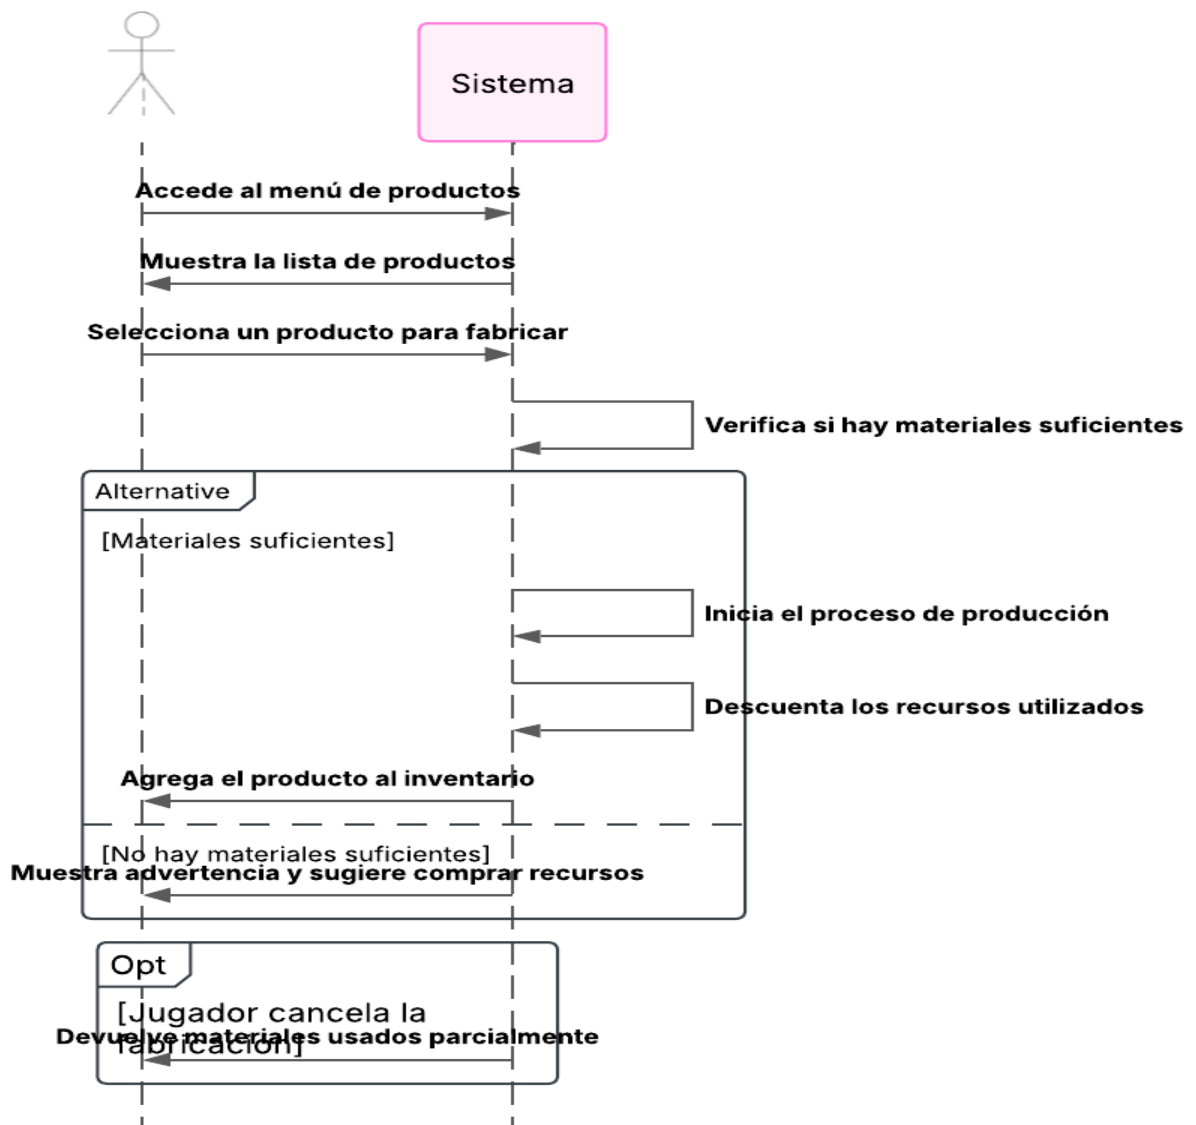 Sistema
Accede al menú de productos
Muestra la lista de productos
Selecciona un producto para fabricar
Verifica si hay materiales suficientes
Alternative
[Materiales suficientes]
Inicia el proceso de producción
Descuenta los recursos utilizados
Agrega el producto al inventario
[No hay materiales suficientes]
Muestra advertencia y sugiere comprar recursos
Opt
[Jugador cancela la
Devuelve materiales usados parcialmente
fabricación]